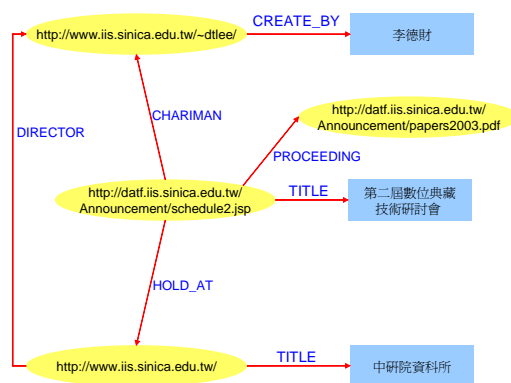 CREATE_BY
http://www.iis.sinica.edu.tw/~dtlee/
李德財
DIRECTOR
CHARIMAN
http://datf.iis.sinica.edu.tw/
Announcement/papers2003.pdf
PROCEEDING
http://datf.iis.sinica.edu.tw/
Announcement/schedule2.jsp
TITLE
第二屆數位典藏
技術研討會
HOLD_AT
http://www.iis.sinica.edu.tw/
TITLE
中研院資科所